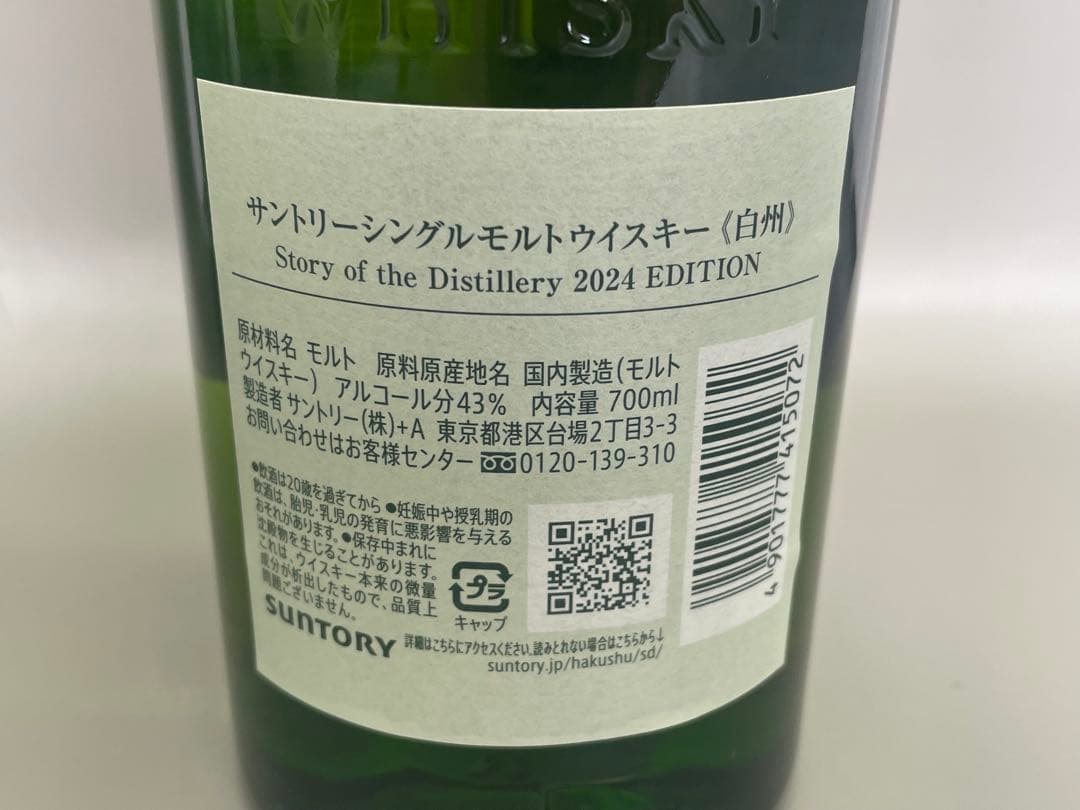 WHISKY
サントリーシングルモルトウイスキー《白州》
Story of the Distillery 2024 EDITION
原材料名 モルト 原料原産地名 国内製造(モルト
ウイスキー) アルコール分43% 内容量 700ml
製造者 サントリー(株)+A 東京都港区台場2丁目3-3
お問い合わせはお客様センター 0120-139-310
●飲酒は20歳を過ぎてから ●妊娠中や授乳期の
飲酒は、胎児・乳児の発育に悪影響を与える
おそれがあります。●保存中まれに
沈殿物を生じることがあります。
これは、ウイスキー本来の微量
成分が析出したもので、品質上
問題ございません。
プラ
キャップ
SUNTORY
詳細はこちらにアクセスください。読みとれない場合はこちらから↓
suntory.jp/hakushu/sd/
4 901777 415072